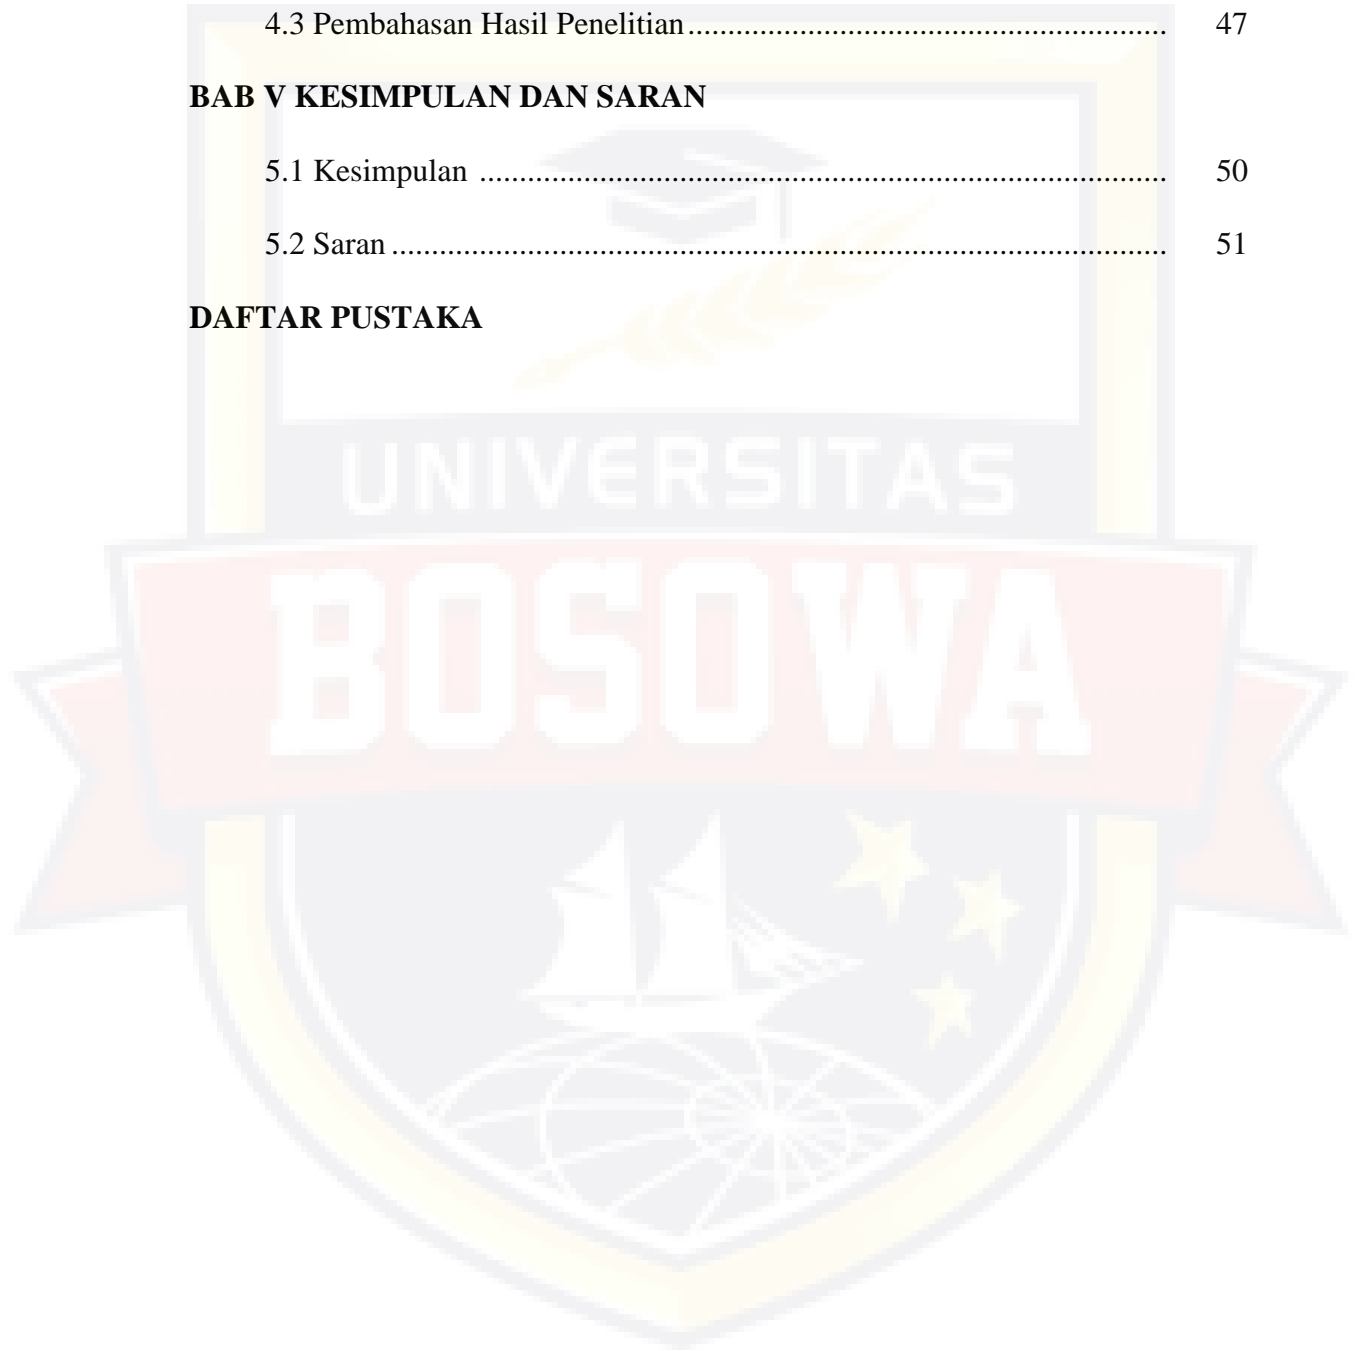 4.3 Pembahasan Hasil Penelitian............................................................ 47
BAB V KESIMPULAN DAN SARAN
5.1 Kesimpulan ...................................................................................... 50
5.2 Saran ................................................................................................. 51
DAFTAR PUSTAKA
UNIVERSITAS
BOSOWA